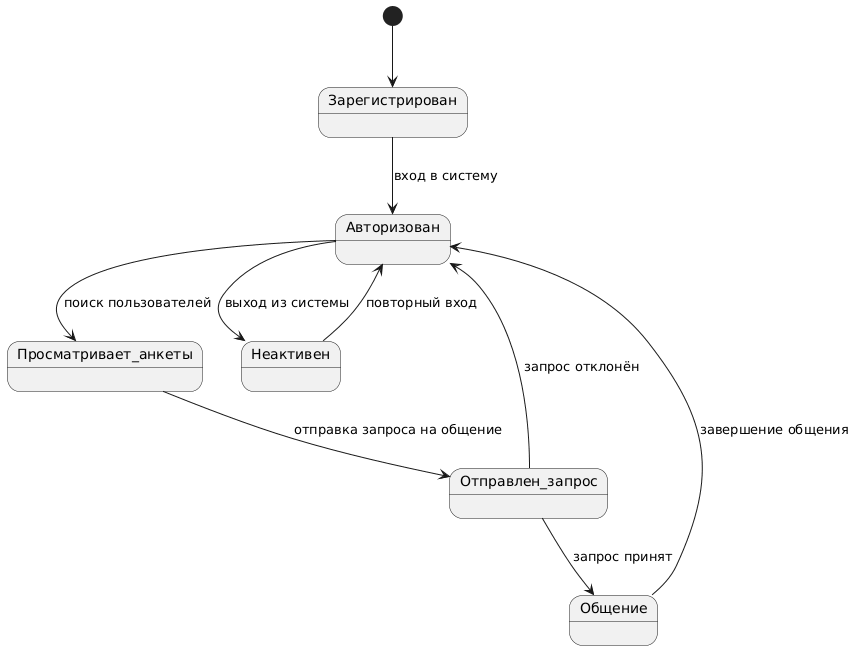 Зарегистрирован
вход в систему
Авторизован
поиск пользователей
выход из системы
повторный вход
Просматривает_анкеты
Неактивен
запрос отклонён
отправка запроса на общение
завершение общения
Отправлен_запрос
запрос принят
Общение